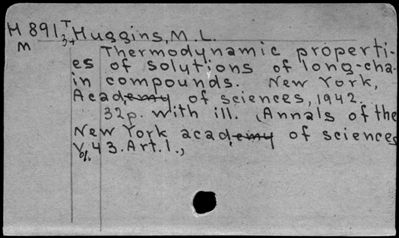 H 891, T Huggins, M. L.
M 3+ Thermodynamic properti-
es of solutions of long-cha-
in compounds. New York,
Academy of sciences, 1942.
32p. with ill. (Annals of the
New York academy of sciences
V. 43. Art. 1.,